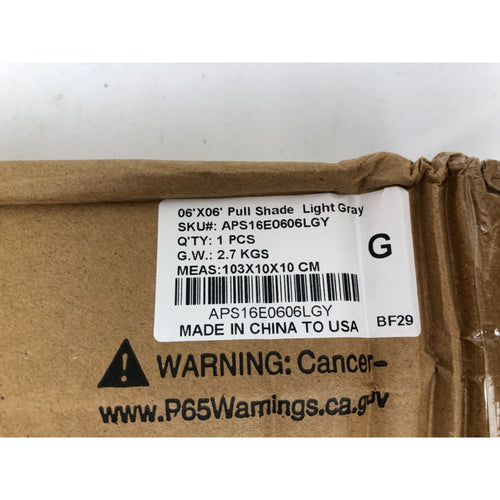 06'X06' Pull Shade Light Gray
SKU#: APS16E0606LGY
Q'TY: 1 PCS
G.W.: 2.7 KGS
MEAS:103X10X10 CM
G
APS16E0606LGY
MADE IN CHINA TO USA
BF29
WARNING: Cancer-
www.P65Warnings.ca.gov